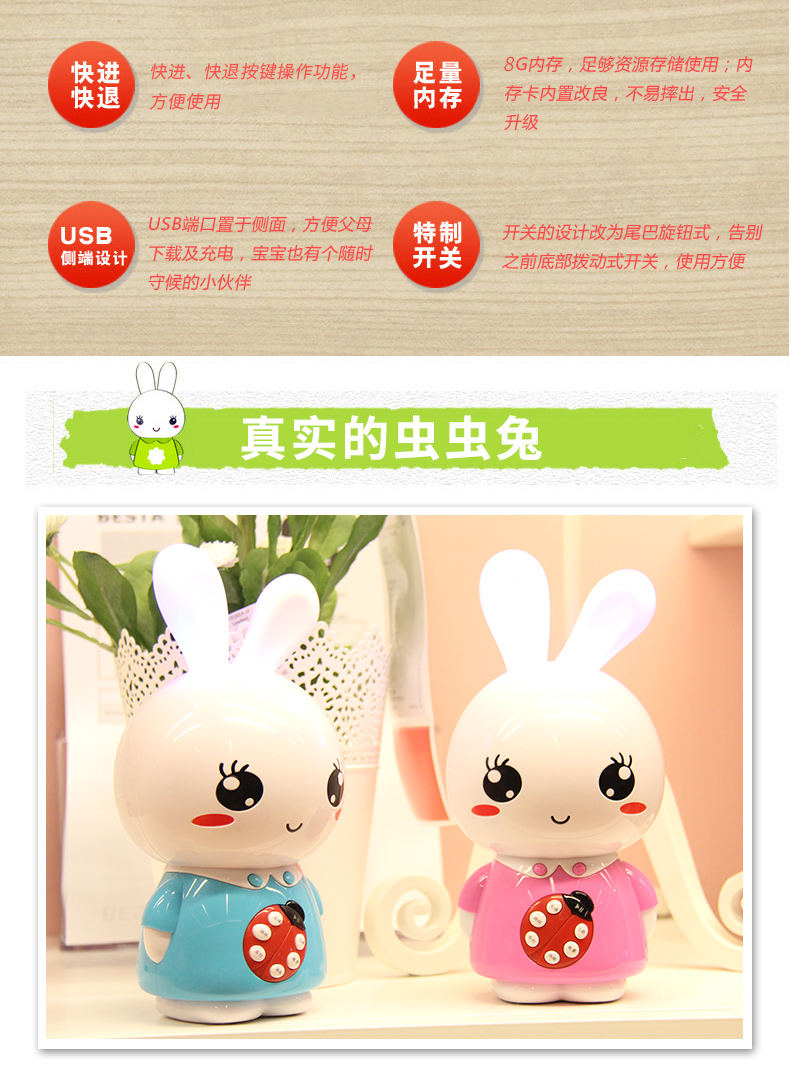 快进
快退
快进、快退按键操作功能，
方便使用
足量
内存
8G内存，足够资源存储使用；内
存卡内置改良，不易摔出，安全
升级
USB
侧端设计
USB端口置于侧面，方便父母
下载及充电，宝宝也有个随时
守候的小伙伴
特制
开关
开关的设计改为尾巴旋钮式，告别
之前底部拨动式开关，使用方便
真实的虫虫兔
BESTA